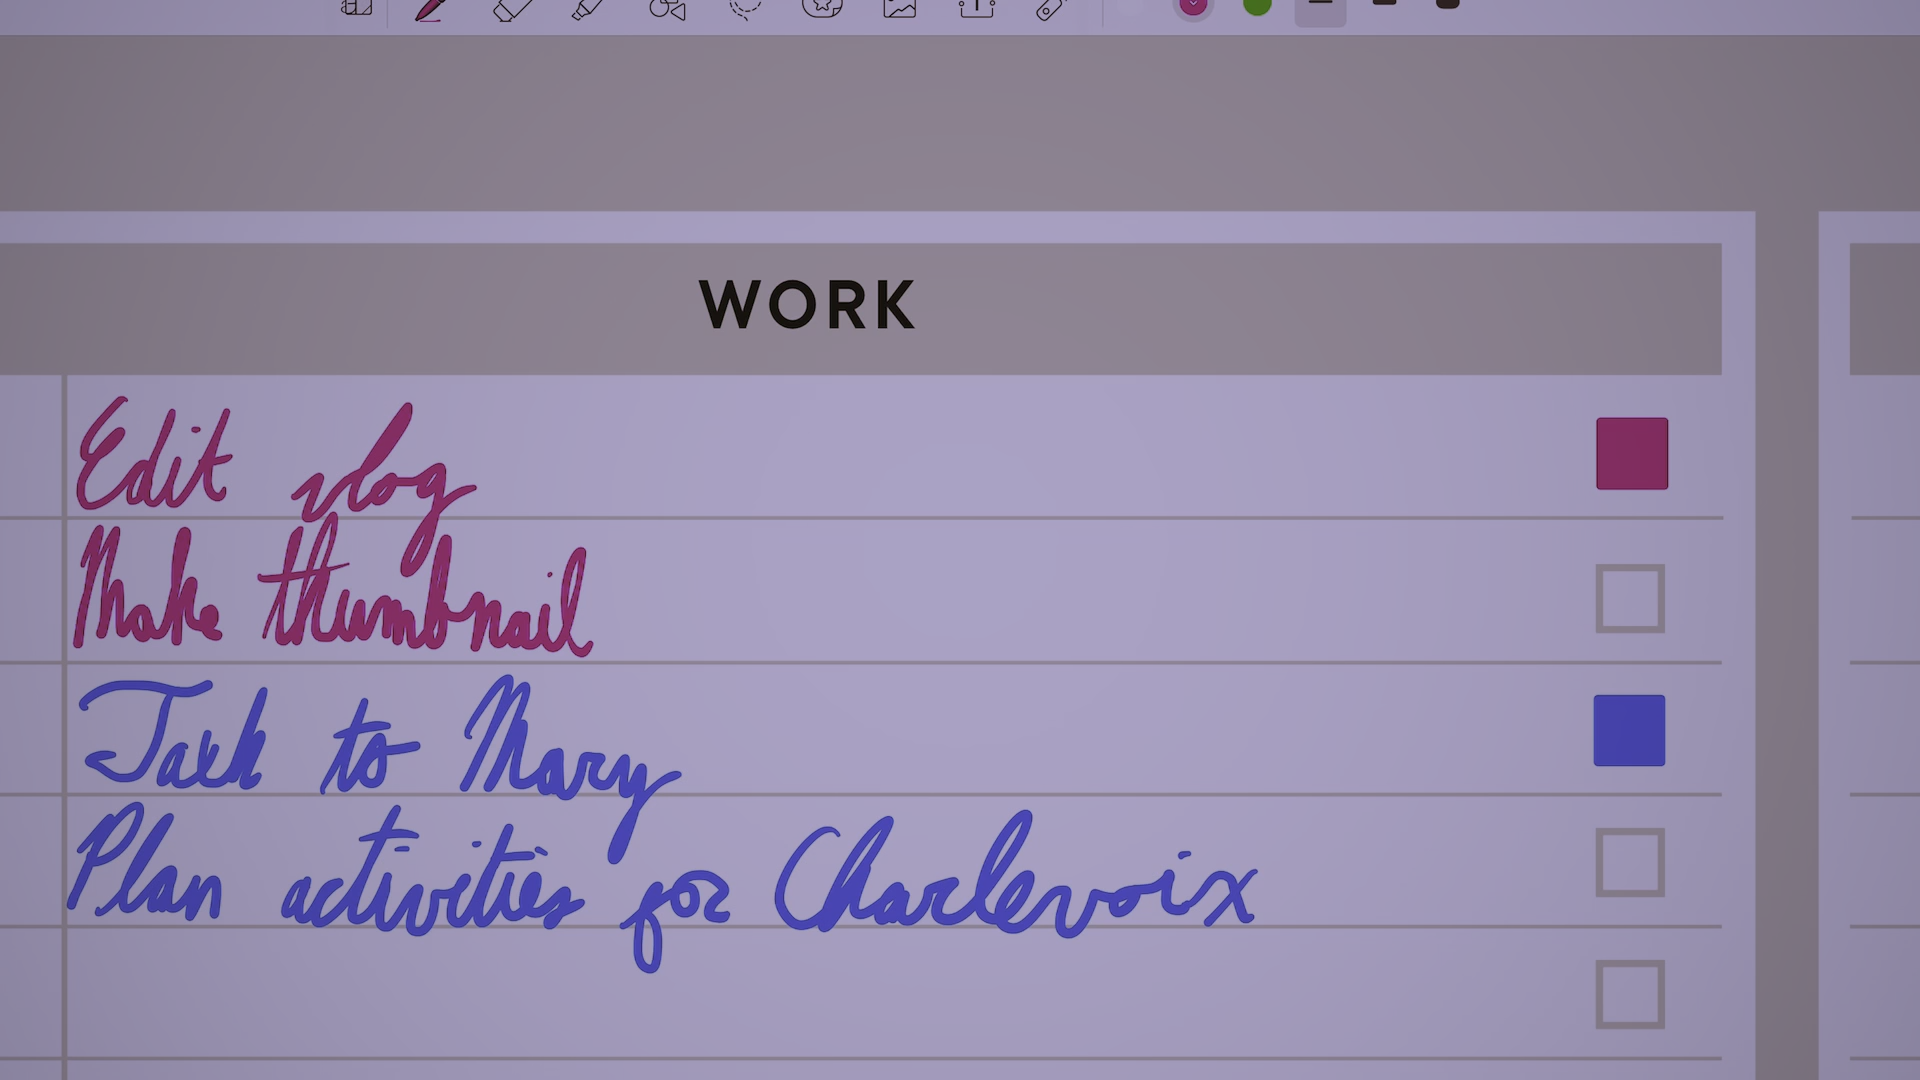 WORK
Edit vlog
Make thumbnail
Talk to Mary
Plan activities for Charlevoix